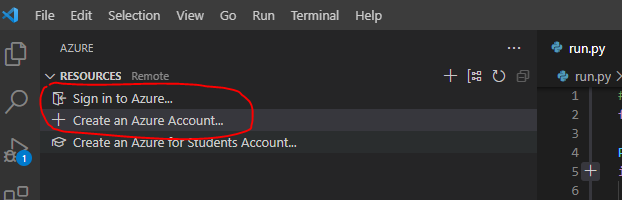 File Edit Selection View Go Run Terminal Help
AZURE
run.py
RESOURCES Remote
run.py
Sign in to Azure...
1 #
Create an Azure Account...
2 f
3
Create an Azure for Students Account...
4
5 i
6
1